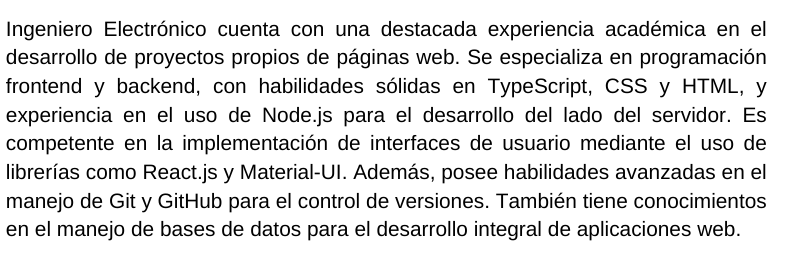 Ingeniero Electrónico cuenta con una destacada experiencia académica en el
desarrollo de proyectos propios de páginas web. Se especializa en programación
frontend y backend, con habilidades sólidas en TypeScript, CSS y HTML, y
experiencia en el uso de Node.js para el desarrollo del lado del servidor. Es
competente en la implementación de interfaces de usuario mediante el uso de
librerías como React.js y Material-UI. Además, posee habilidades avanzadas en el
manejo de Git y GitHub para el control de versiones. También tiene conocimientos
en el manejo de bases de datos para el desarrollo integral de aplicaciones web.